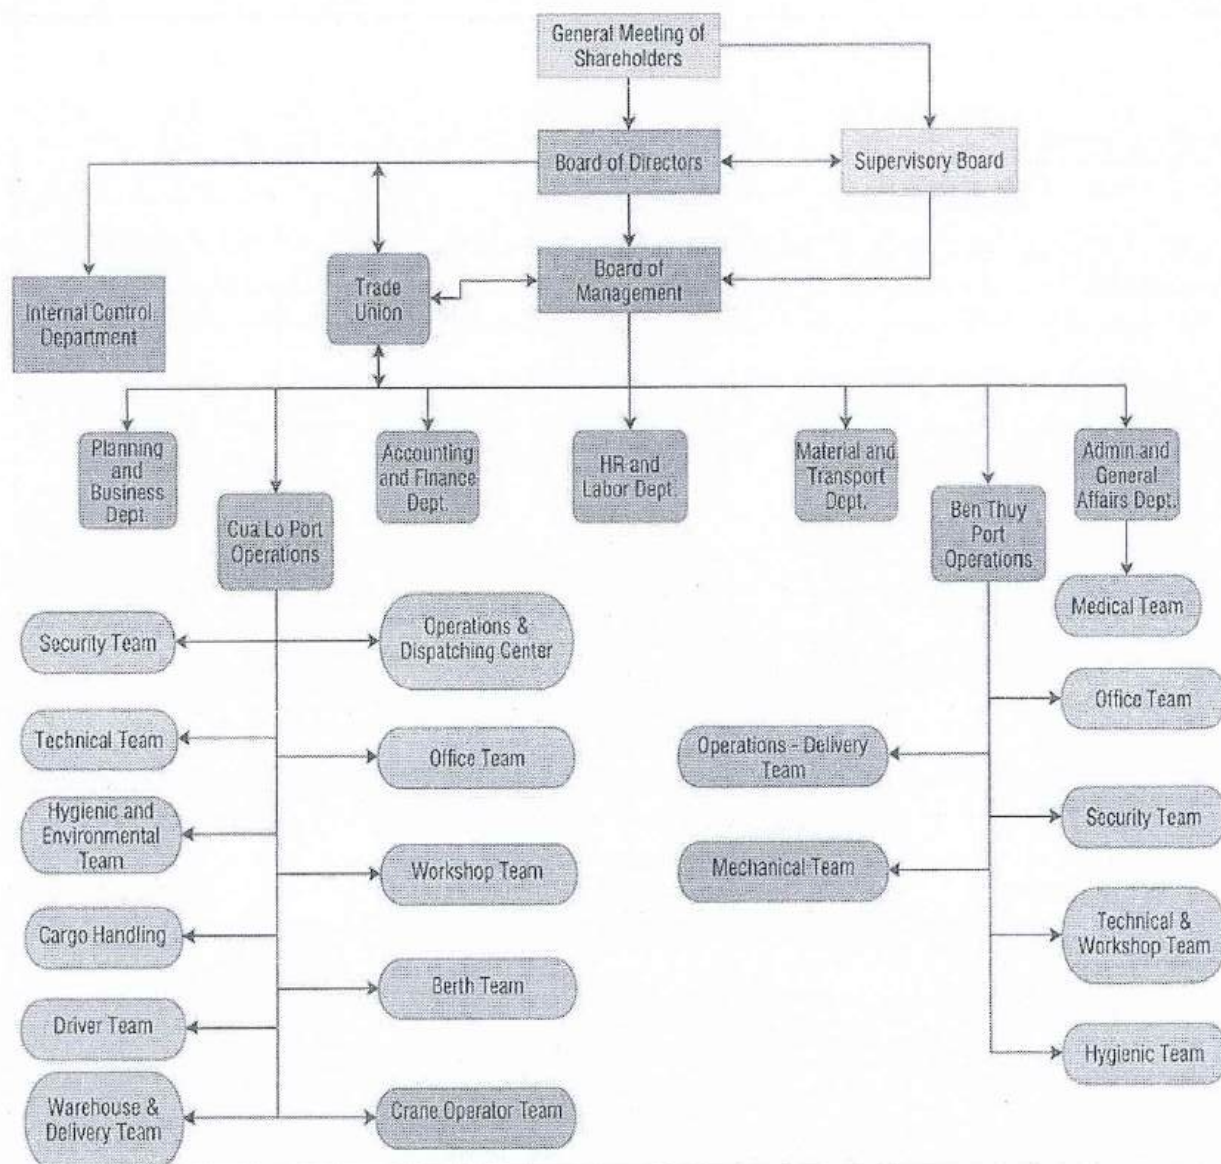 General Meeting of
Shareholders
Board of Directors
Supervisory Board
Trade
Union
Board of
Management
Internal Control
Department
Planning
and
Business
Dept.
Cua Lo Port
Operations
Accounting
and Finance
Dept.
HR and
Labor Dept.
Material and
Transport
Dept.
Ben Thuy
Port
Operations
Admin and
General
Affairs Dept.
Medical Team
Security Team
Operations &
Dispatching Center
Technical Team
Office Team
Hygienic and
Environmental
Team
Workshop Team
Cargo Handling
Berth Team
Driver Team
Warehouse &
Delivery Team
Crane Operator Team
Operations - Delivery
Team
Mechanical Team
Office Team
Security Team
Technical &
Workshop Team
Hygienic Team